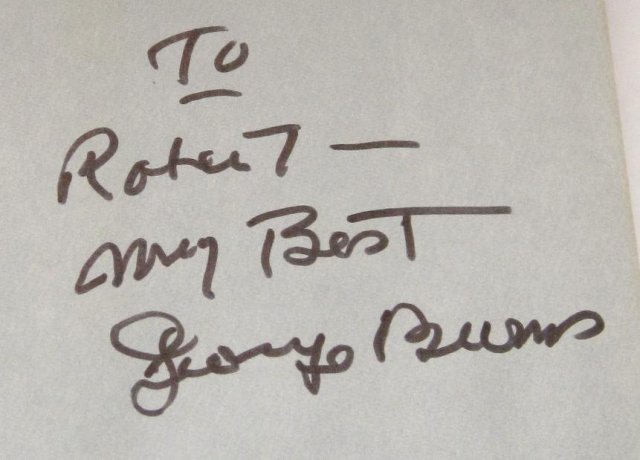 To
Robert —
My Best
George Burns